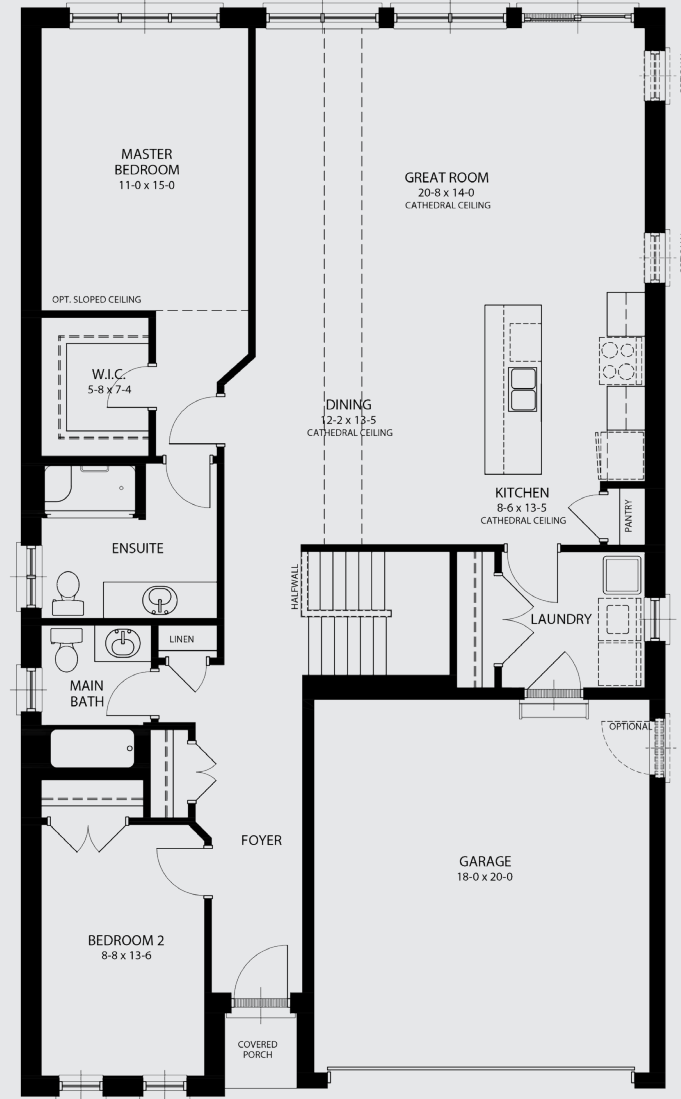 MASTER
BEDROOM
11-0 x 15-0
GREAT ROOM
20-8 x 14-0
CATHEDRAL CEILING
OPT. SLOPED CEILING
W.I.C.
5-8 x 7-4
DINING
12-2 x 13-5
CATHEDRAL CEILING
KITCHEN
8-6 x 13-5
CATHEDRAL CEILING
PANTRY
ENSUITE
HALFWALL
LAUNDRY
LINEN
MAIN
BATH
OPTIONAL
FOYER
GARAGE
18-0 x 20-0
BEDROOM 2
8-8 x 13-6
COVERED
PORCH